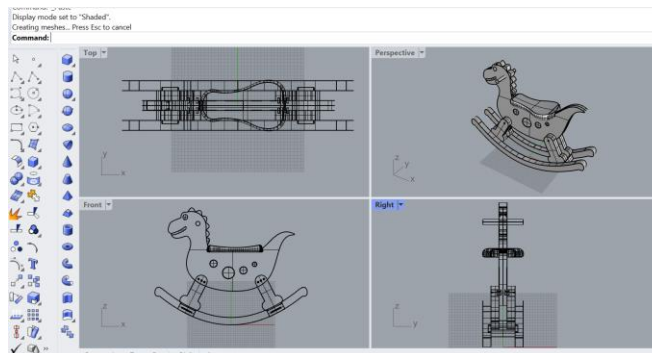 Display mode set to "Shaded".
Creating meshes... Press Esc to cancel
Command:
Top
Perspective
y
x
z
y
x
Front
Right
z
x
z
y